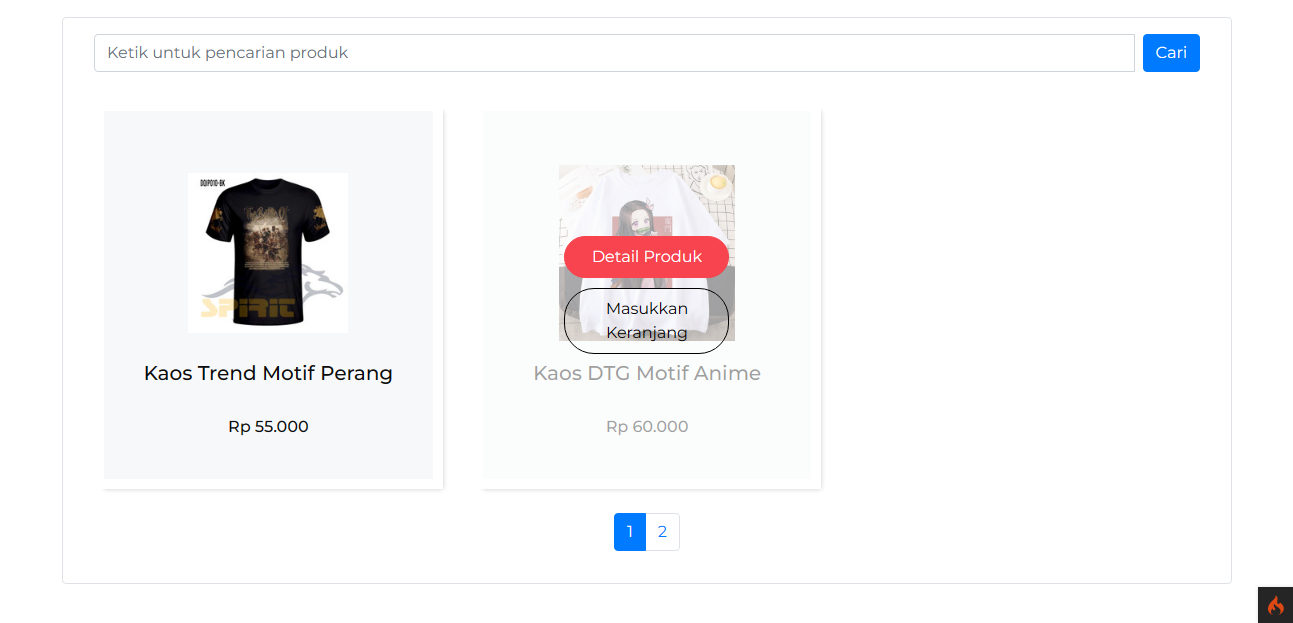 Ketik untuk pencarian produk
Cari
DQIP010-BK
SPIRIT
Detail Produk
Masukkan
Keranjang
Kaos Trend Motif Perang
Kaos DTG Motif Anime
Rp 55.000
Rp 60.000
1
2